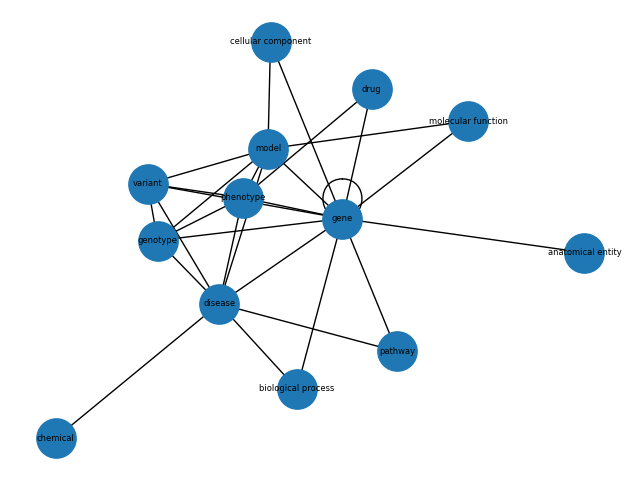 cellular component
drug
molecular function
model
variant
phenotype
gene
genotype
anatomical entity
disease
pathway
biological process
chemical